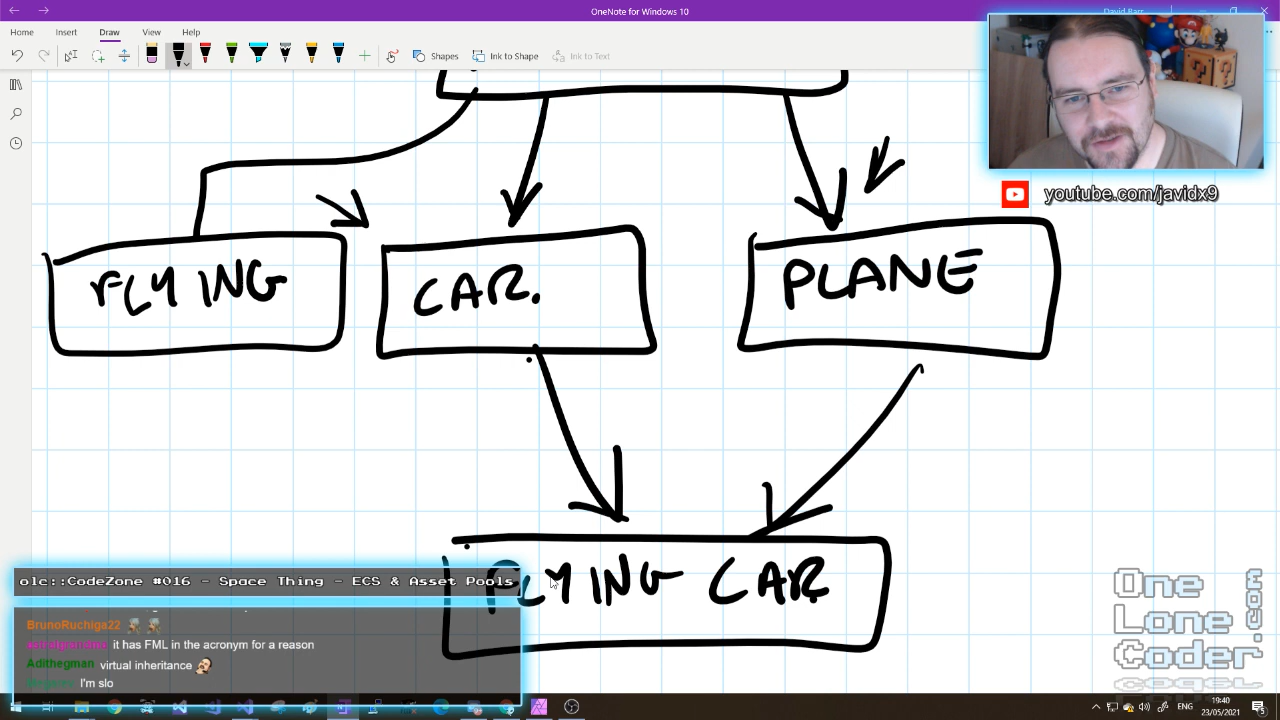 OneNote for Windows 10
David Barr
Home
Insert
Draw
View
Help
Shapes
Ink to Shape
Ink to Text
youtube.com/javidx9
FLYING
CAR.
PLANE
FLYING CAR
olc::CodeZone #016 - Space Thing - ECS & Asset Pools
BrunoRuchiga22
it has FML in the acronym for a reason
Adithegman virtual inheritance
I'm slo
One
Lone
Coder
.com
ENG
19:40
23/05/2021